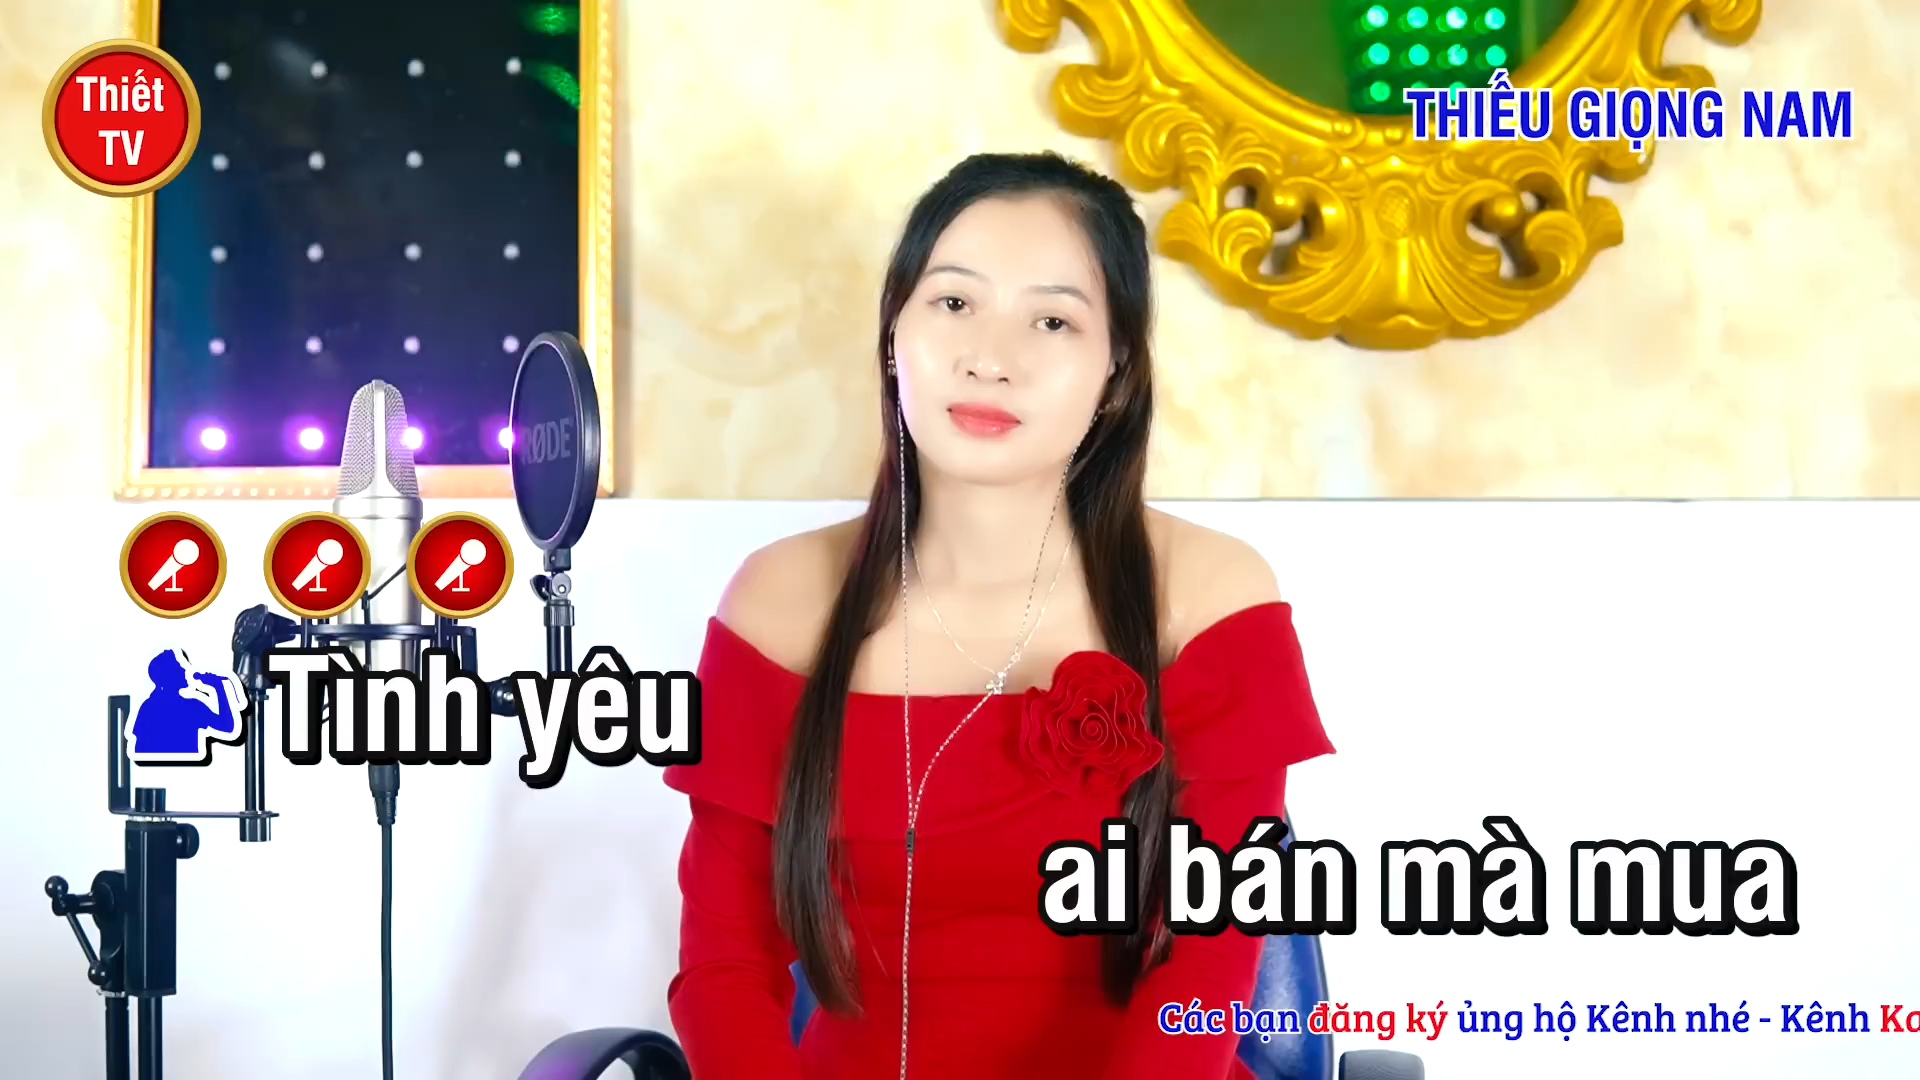 Thiết
TV
THIẾU GIỌNG NAM
RØDE
Tình yêu
ai bán mà mua
Các bạn đăng ký ủng hộ Kênh nhé - Kênh